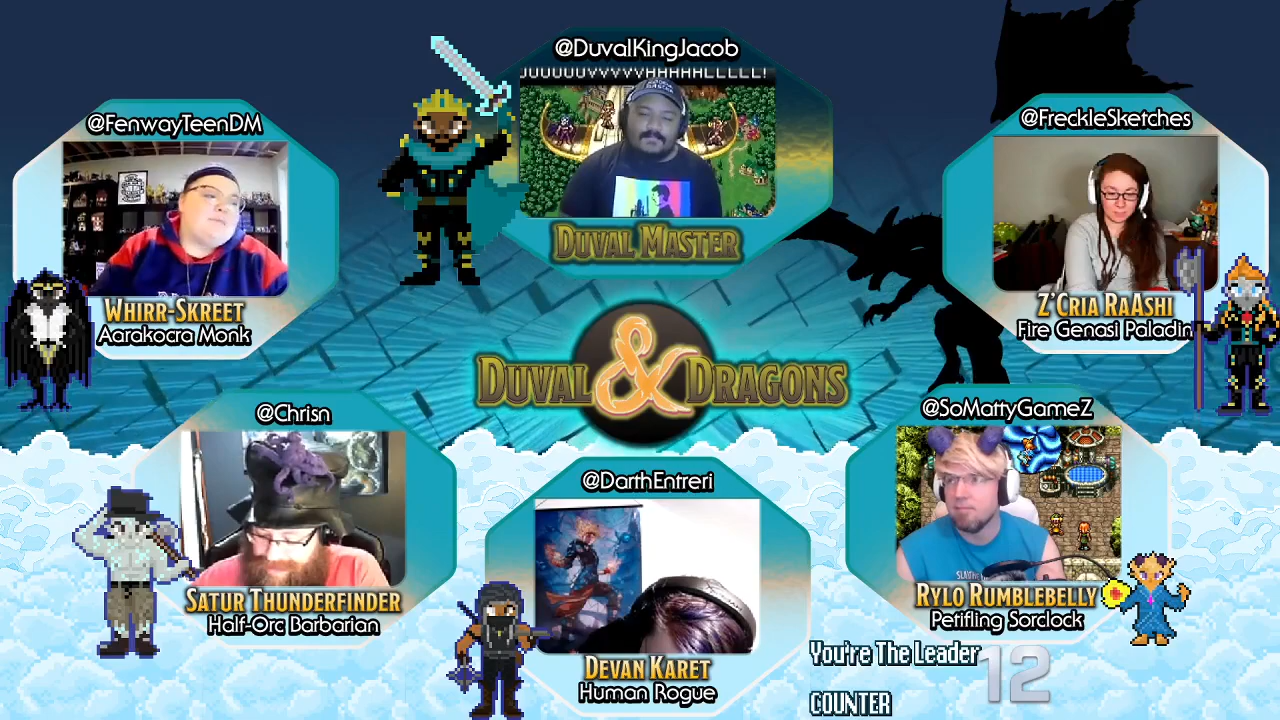 @DuvalKingJacob
UUUUUUVVVVVHAHAHALLLLL!
DUVAL MASTER
@FenwayTeenDM
WHIRR-SKREET
Aarakocra Monk
@FreckleSketches
Z'CRIA RAASHI
Fire Genasi Paladin
DUVAL & DRAGONS
@Chrisn
SATUR THUNDERFINDER
Half-Orc Barbarian
@DarthEntreri
DEVAN KARET
Human Rogue
@SoMattyGameZ
RYLO RUMBLEBELLY
Petifling Sorclock
You're The Leader
COUNTER
12